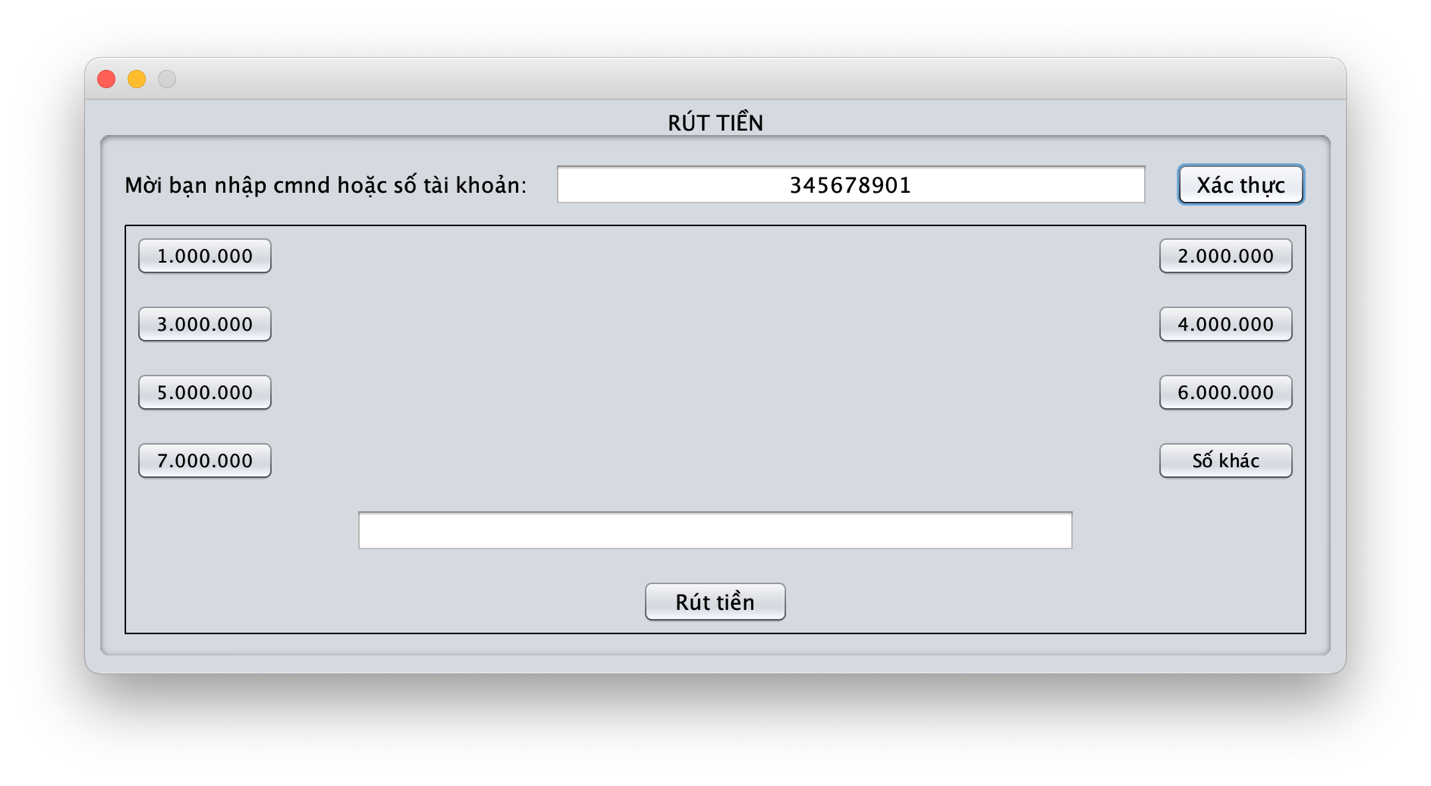 RÚT TIỀN
Mời bạn nhập cmnd hoặc số tài khoản: 345678901 Xác thực
1.000.000 2.000.000
3.000.000 4.000.000
5.000.000 6.000.000
7.000.000 Số khác
Rút tiền